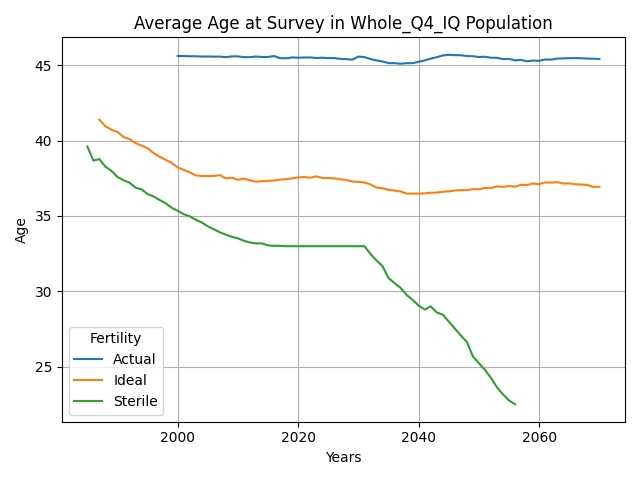 Average Age at Survey in Whole_Q4_IQ Population
Age
45
40
35
30
25
Fertility
Actual
Ideal
Sterile
2000
2020
2040
2060
Years